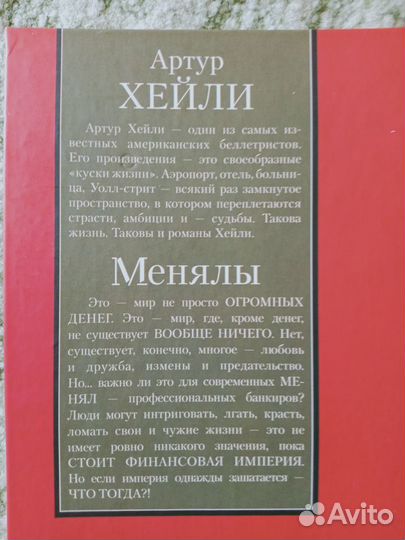 Артур
ХЕЙЛИ
Артур Хейли — один из самых из-
вестных американских беллетристов.
Его произведения — это своеобразные
«куски жизни». Аэропорт, отель, больни-
ца, Уолл-стрит — всякий раз замкнутое
пространство, в котором переплетаются
страсти, амбиции и — судьбы. Такова
жизнь. Таковы и романы Хейли.
Менялы
Это — мир не просто ОГРОМНЫХ
ДЕНЕГ. Это — мир, где, кроме денег,
не существует ВООБЩЕ НИЧЕГО. Нет,
существует, конечно, многое — любовь
и дружба, измены и предательство.
Но... важно ли это для современных МЕ-
НЯЛ — профессиональных банкиров?
Люди могут интриговать, лгать, красть,
ломать свои и чужие жизни — это не
имеет ровно никакого значения, пока
СТОИТ ФИНАНСОВАЯ ИМПЕРИЯ.
Но если империя однажды зашатается —
ЧТО ТОГДА?!
Avito